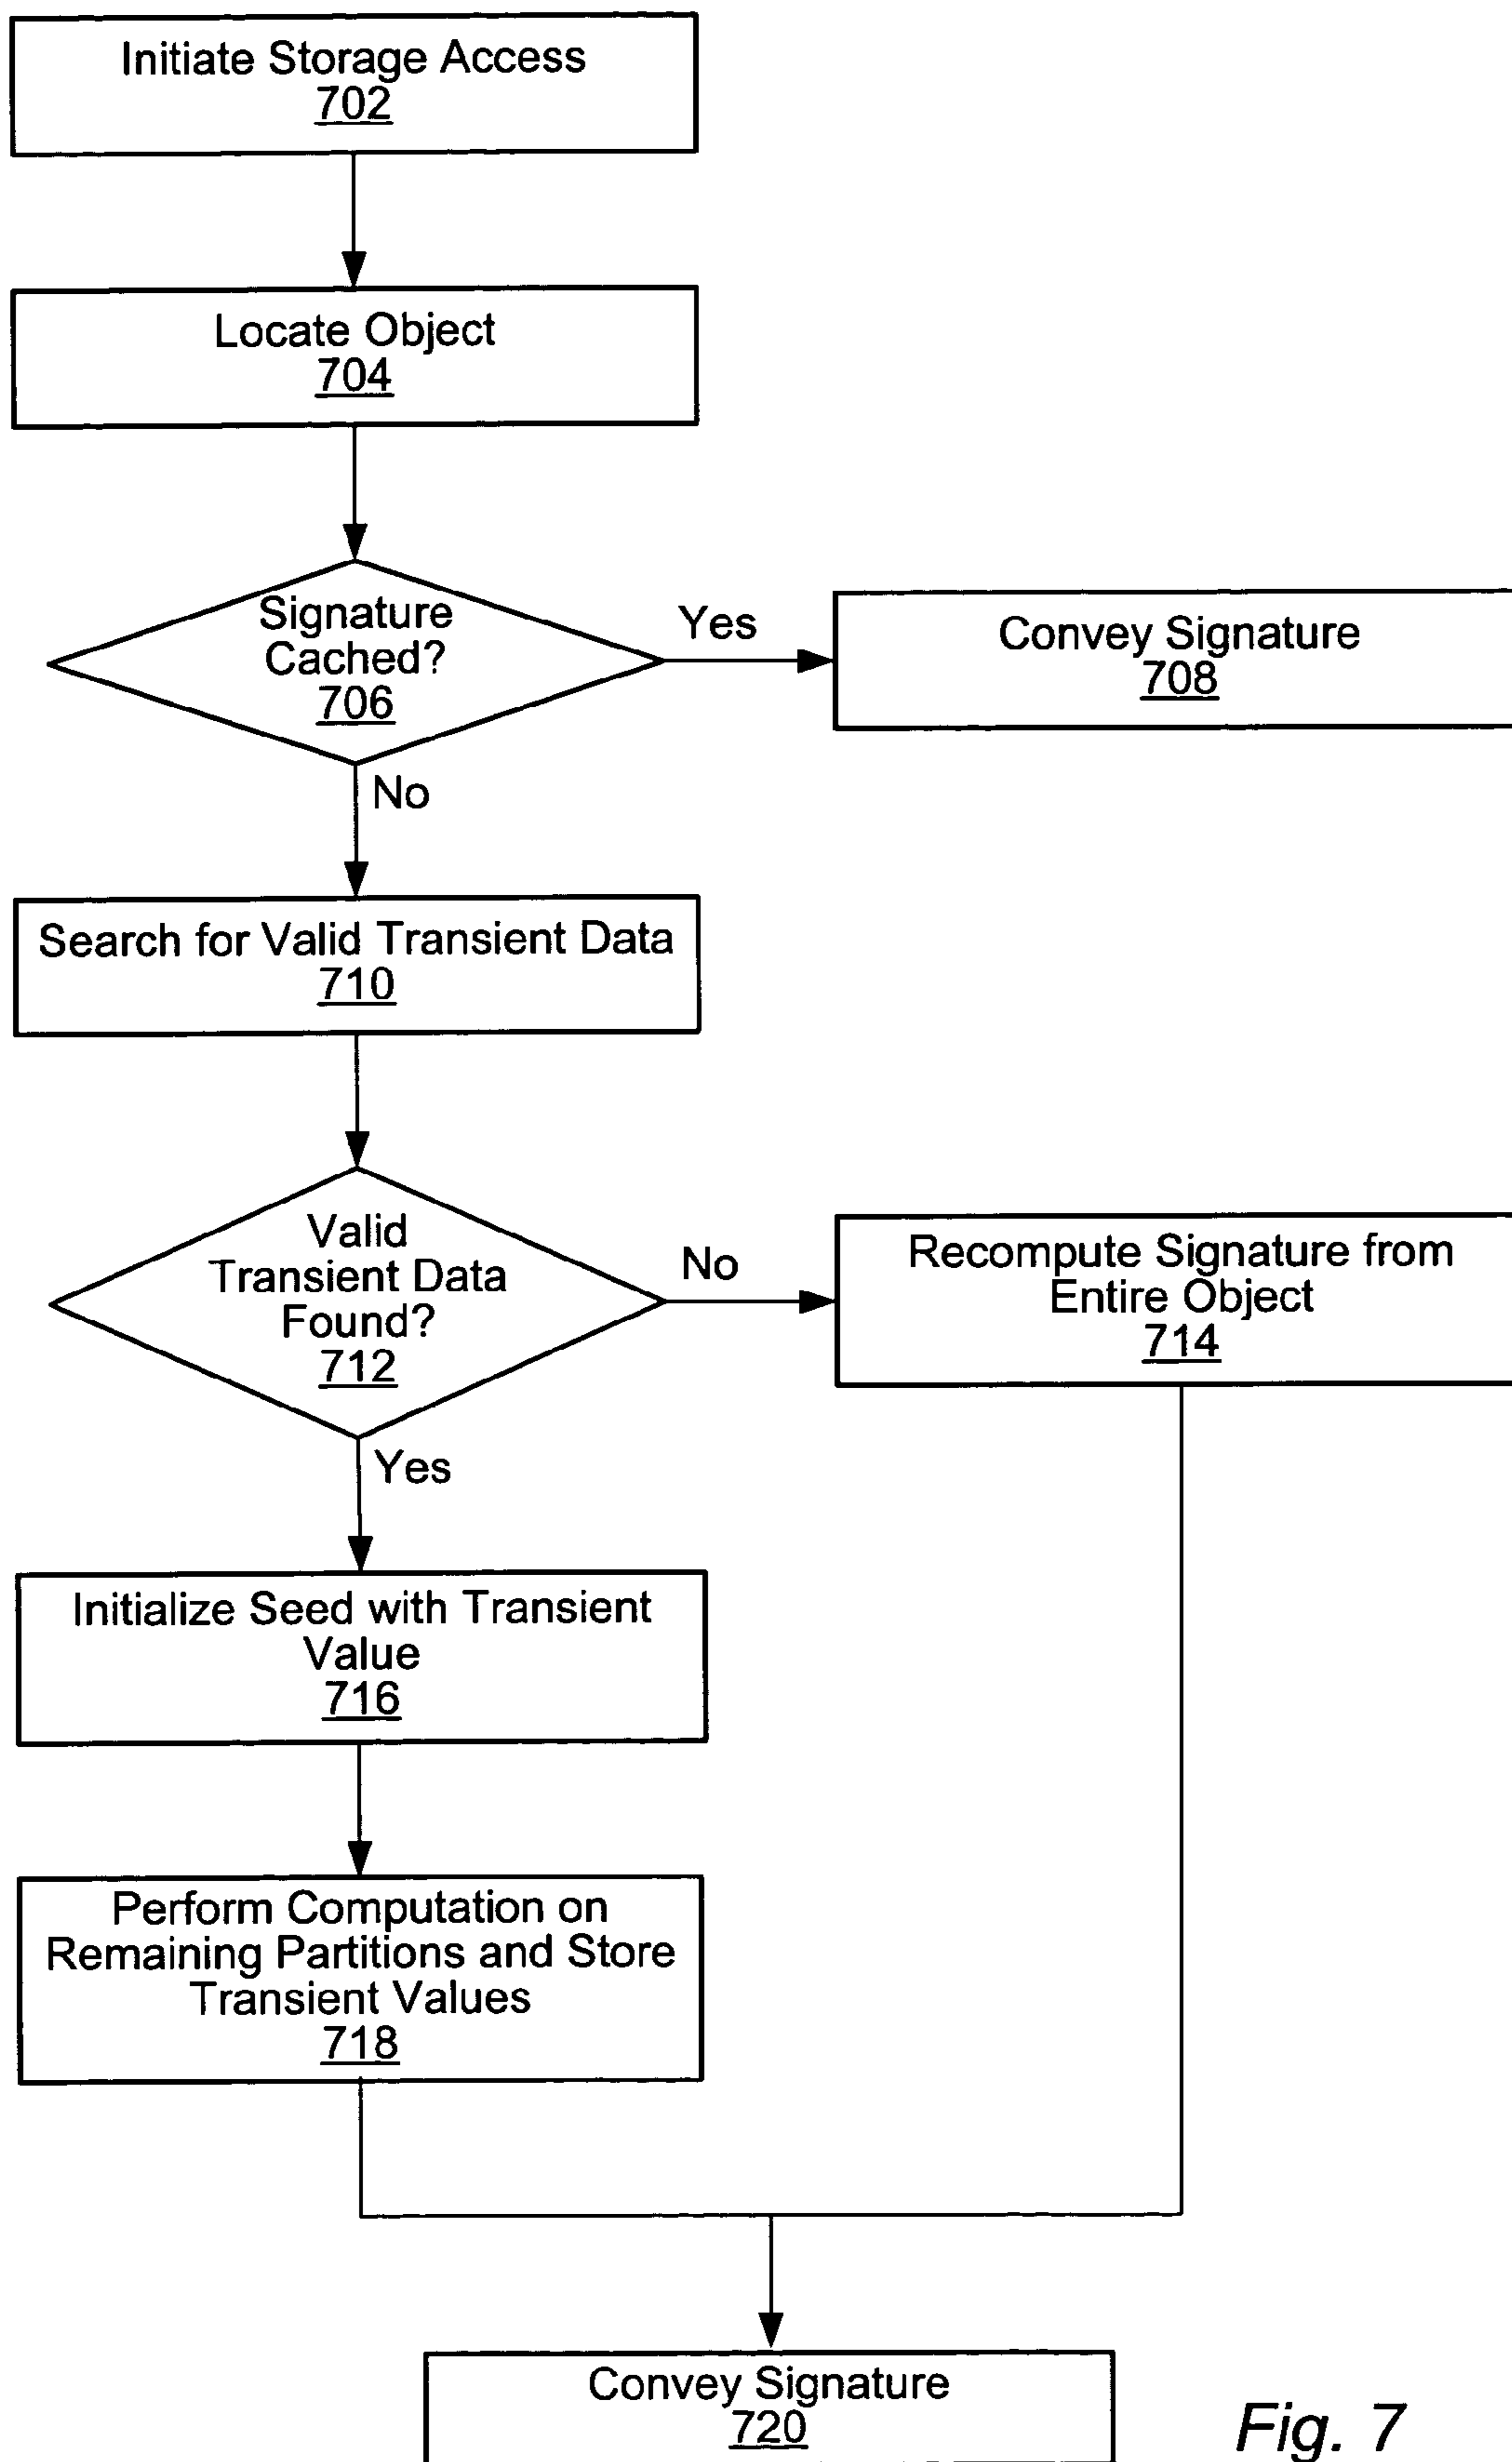 Initiate Storage Access
702
Locate Object
704
Signature
Cached?
706
Yes
Convey Signature
708
No
Search for Valid Transient Data
710
Valid
Transient Data
Found?
712
No
Recompute Signature from
Entire Object
714
Yes
Initialize Seed with Transient
Value
716
Perform Computation on
Remaining Partitions and Store
Transient Values
718
Convey Signature
720
Fig. 7